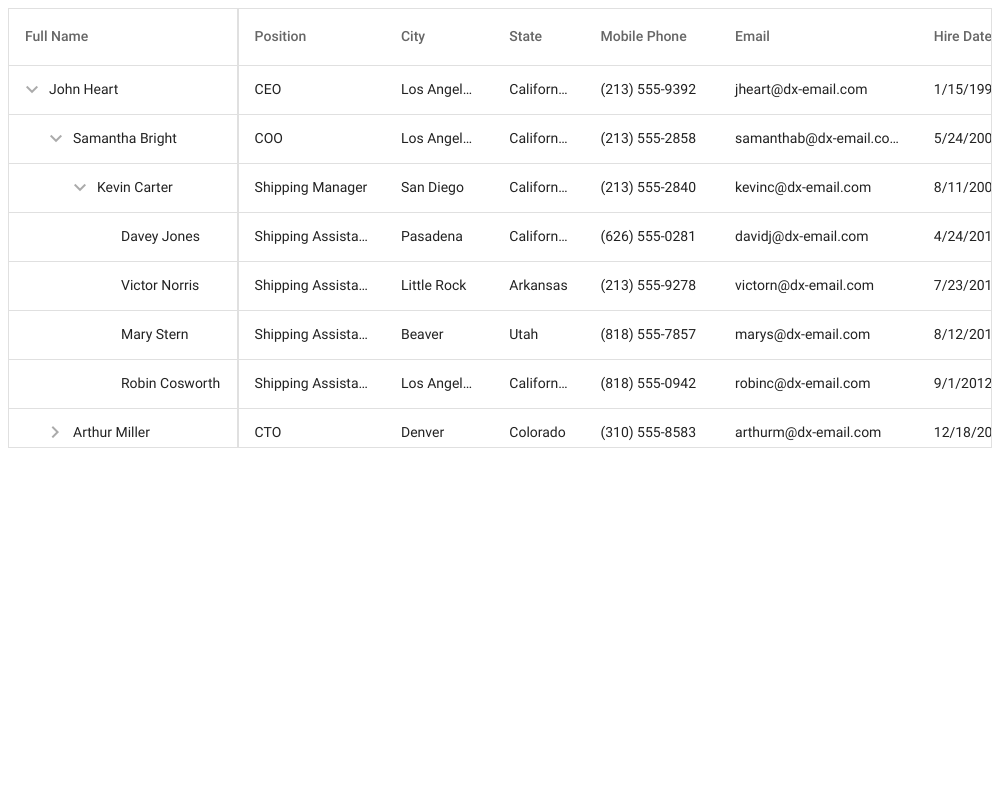 Full Name Position City State Mobile Phone Email Hire Date
John Heart CEO Los Angel... Californ... (213) 555-9392 jheart@dx-email.com 1/15/199
Samantha Bright COO Los Angel... Californ... (213) 555-2858 samanthab@dx-email.co... 5/24/200
Kevin Carter Shipping Manager San Diego Californ... (213) 555-2840 kevinc@dx-email.com 8/11/200
Davey Jones Shipping Assista... Pasadena Californ... (626) 555-0281 davidj@dx-email.com 4/24/201
Victor Norris Shipping Assista... Little Rock Arkansas (213) 555-9278 victorn@dx-email.com 7/23/201
Mary Stern Shipping Assista... Beaver Utah (818) 555-7857 marys@dx-email.com 8/12/201
Robin Cosworth Shipping Assista... Los Angel... Californ... (818) 555-0942 robinc@dx-email.com 9/1/2012
Arthur Miller CTO Denver Colorado (310) 555-8583 arthurm@dx-email.com 12/18/20